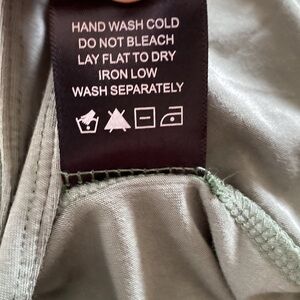 HAND WASH COLD
DO NOT BLEACH
LAY FLAT TO DRY
IRON LOW
WASH SEPARATELY